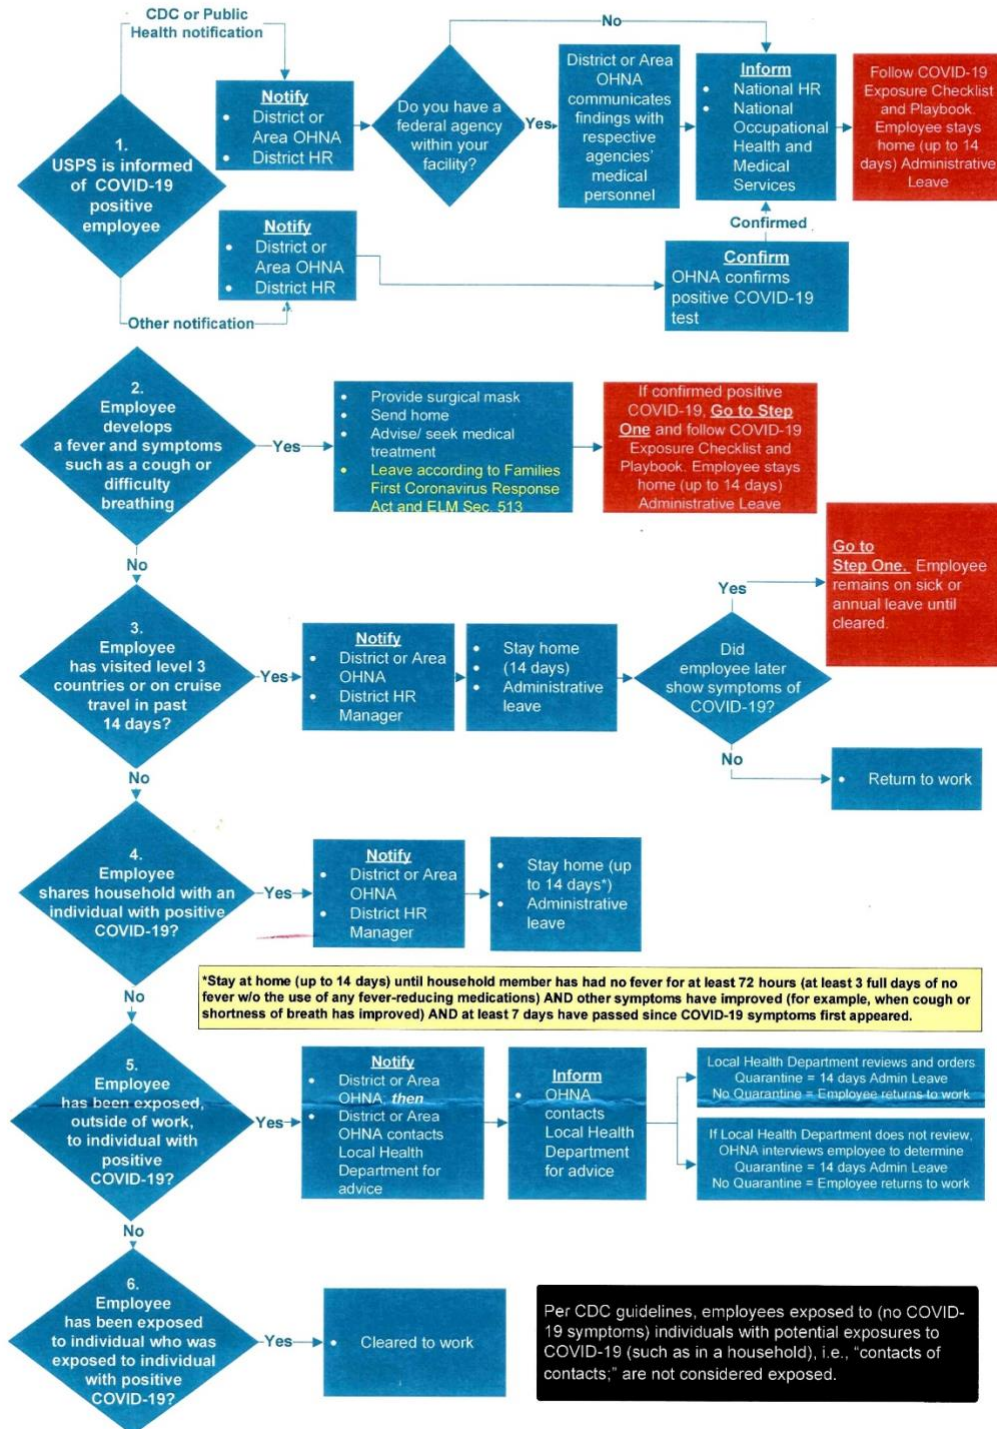 CDC or Public
Health notification
Notify
• District or
Area OHNA
• District HR
1.
USPS is informed
of COVID-19
positive
employee
Do you have a
federal agency
within your
facility?
No
Yes
District or Area
OHNA
communicates
findings with
respective
agencies'
medical
personnel
Inform
• National HR
• National
Occupational
Health and
Medical
Services
Follow COVID-19
Exposure Checklist
and Playbook.
Employee stays
home (up to 14
days) Administrative
Leave
Other notification
Notify
• District or
Area OHNA
• District HR
Confirmed
Confirm
OHNA confirms
positive COVID-19
test
2.
Employee
develops
a fever and symptoms
such as a cough or
difficulty
breathing
Yes
• Provide surgical mask
• Send home
• Advise/ seek medical
treatment
• Leave according to Families
First Coronavirus Response
Act and ELM Sec. 513
If confirmed positive
COVID-19, Go to Step
One and follow COVID-19
Exposure Checklist and
Playbook. Employee stays
home (up to 14 days)
Administrative Leave
No
3.
Employee
has visited level 3
countries or on cruise
travel in past
14 days?
Yes
Notify
• District or Area
OHNA
• District HR
Manager
• Stay home
• (14 days)
• Administrative
leave
Did
employee later
show symptoms of
COVID-19?
Yes
Go to
Step One. Employee
remains on sick or
annual leave until
cleared.
No
• Return to work
No
4.
Employee
shares household with an
individual with positive
COVID-19?
Yes
Notify
• District or Area
OHNA
• District HR
Manager
• Stay home (up
to 14 days*)
• Administrative
leave
*Stay at home (up to 14 days) until household member has had no fever for at least 72 hours (at least 3 full days of no
fever w/o the use of any fever-reducing medications) AND other symptoms have improved (for example, when cough or
shortness of breath has improved) AND at least 7 days have passed since COVID-19 symptoms first appeared.
No
5.
Employee
has been exposed,
outside of work,
to individual with
positive
COVID-19?
Yes
Notify
• District or Area
OHNA; then
• District or Area
OHNA contacts
Local Health
Department for
advice
Inform
• OHNA
contacts
Local Health
Department
for advice
Local Health Department reviews and orders
Quarantine = 14 days Admin Leave
No Quarantine = Employee returns to work
If Local Health Department does not review,
OHNA interviews employee to determine
Quarantine = 14 days Admin Leave
No Quarantine = Employee returns to work
No
6.
Employee
has been exposed
to individual who was
exposed to individual
with positive
COVID-19?
Yes
• Cleared to work
Per CDC guidelines, employees exposed to (no COVID-
19 symptoms) individuals with potential exposures to
COVID-19 (such as in a household), i.e., "contacts of
contacts;" are not considered exposed.